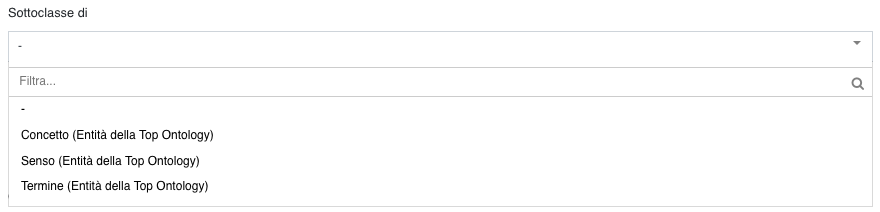 Sottoclasse di
-
Filtra...
-
Concetto (Entità della Top Ontology)
Senso (Entità della Top Ontology)
Termine (Entità della Top Ontology)